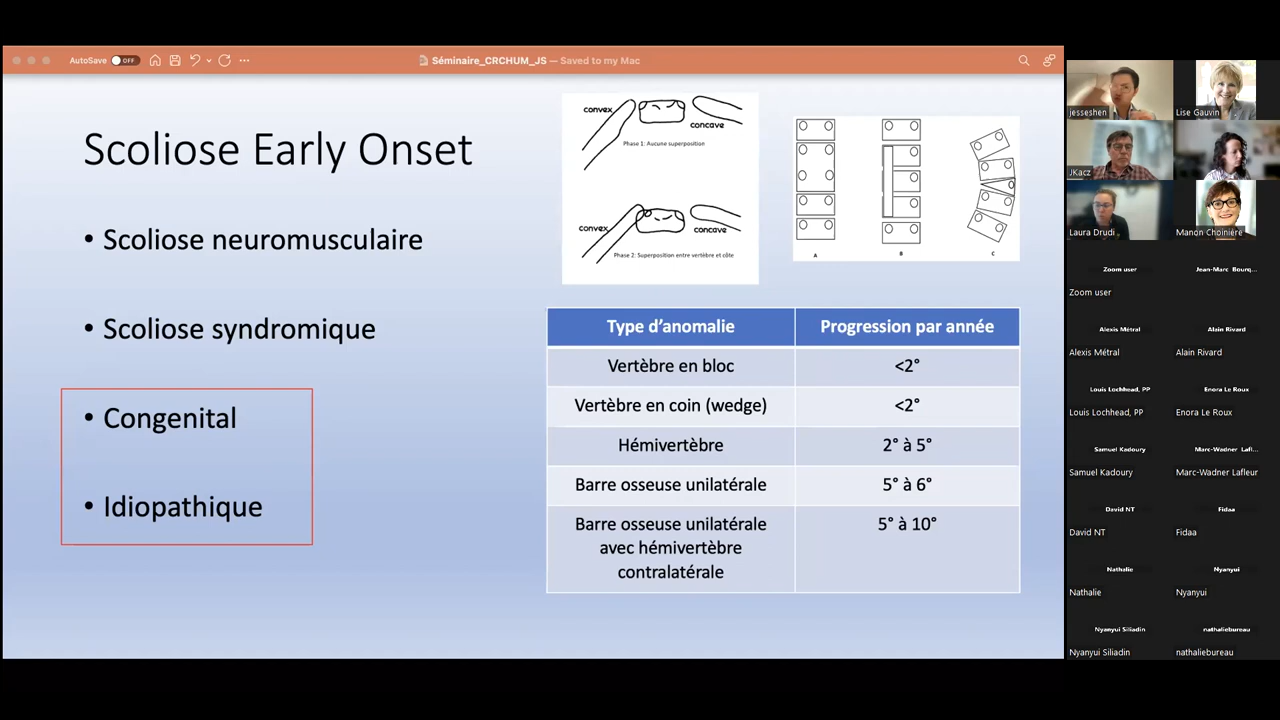 AutoSave OFF
Séminaire_CRCHUM_JS — Saved to my Mac
Scoliose Early Onset
• Scoliose neuromusculaire
• Scoliose syndromique
• Congenital
• Idiopathique
convex
concave
Phase 1: Aucune superposition
convex
concave
Phase 2: Superposition entre vertèbre et côte
A B C
Type d'anomalie Progression par année
Vertèbre en bloc <2°
Vertèbre en coin (wedge) <2°
Hémivertèbre 2° à 5°
Barre osseuse unilatérale 5° à 6°
Barre osseuse unilatérale 5° à 10°
avec hémivertèbre
contralatérale
jesseshen Lise Gauvin
JKacz
Laura Drudi Manon Choinière
Zoom user Jean-Marc Bourq...
Zoom user
Alexis Métral Alain Rivard
Alexis Métral Alain Rivard
Louis Lochhead, PP Enora Le Roux
Louis Lochhead, PP Enora Le Roux
Samuel Kadoury Marc-Wadner Lafl...
Samuel Kadoury Marc-Wadner Lafleur
David NT Fidaa
David NT Fidaa
Nathalie Nyanyui
Nathalie Nyanyui
Nyanyui Siliadin nathaliebureau
Nyanyui Siliadin nathaliebureau